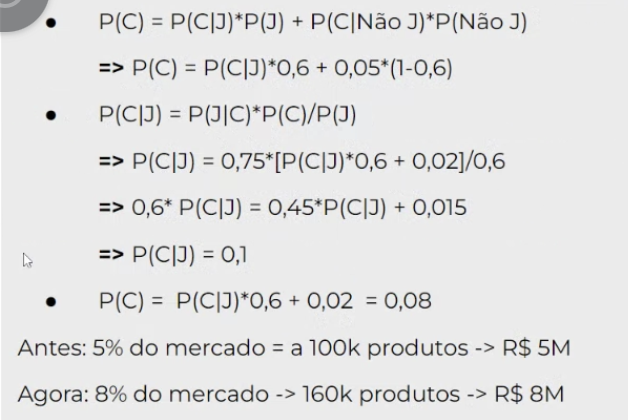 ● P(C) = P(C|J)*P(J) + P(C|Não J)*P(Não J)
=> P(C) = P(C|J)*0,6 + 0,05*(1-0,6)
● P(C|J) = P(J|C)*P(C)/P(J)
=> P(C|J) = 0,75*[P(C|J)*0,6 + 0,02]/0,6
=> 0,6* P(C|J) = 0,45*P(C|J) + 0,015
=> P(C|J) = 0,1
● P(C) = P(C|J)*0,6 + 0,02 = 0,08
Antes: 5% do mercado = a 100k produtos -> R$ 5M
Agora: 8% do mercado -> 160k produtos -> R$ 8M